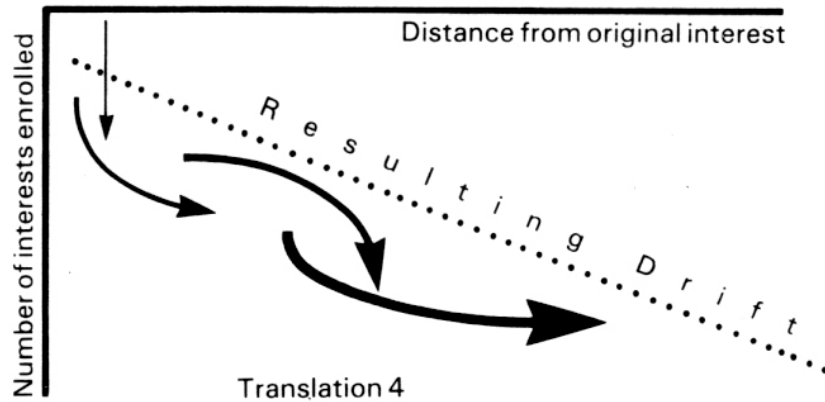 Distance from original interest
Number of interests enrolled
Resulting Drift
Translation 4